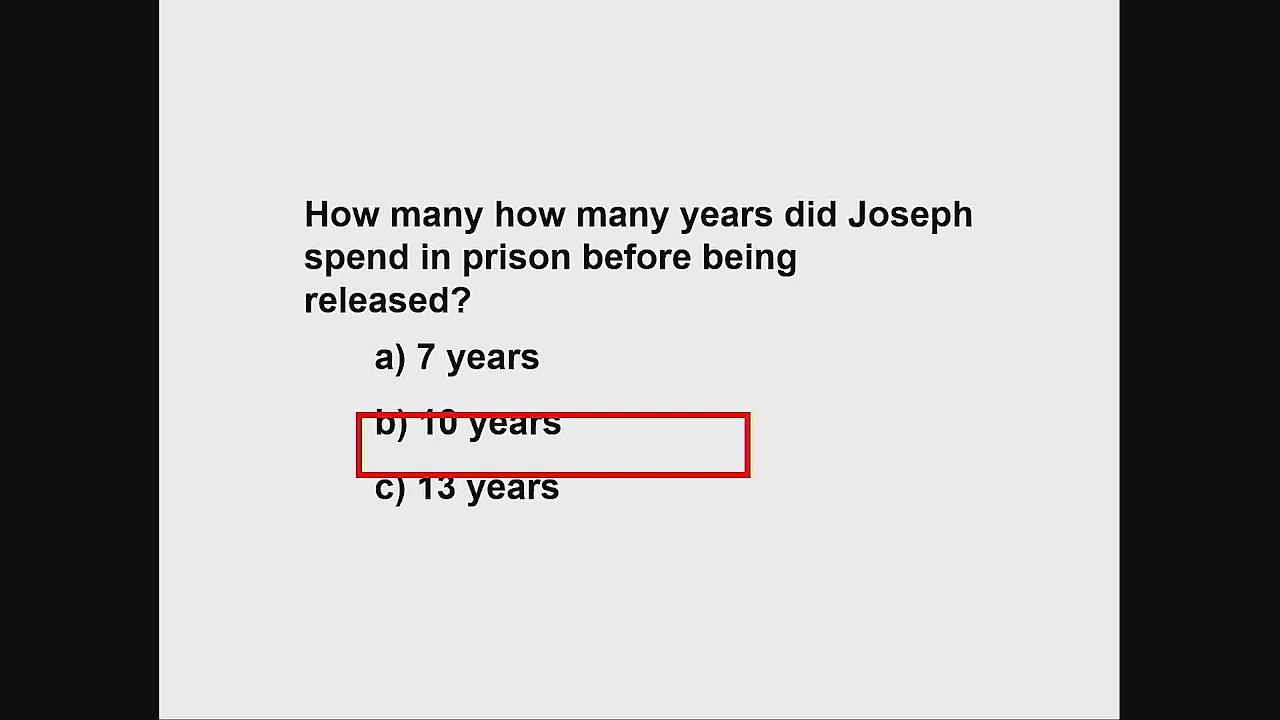 How many how many years did Joseph
spend in prison before being
released?
a) 7 years
b) 10 years
c) 13 years